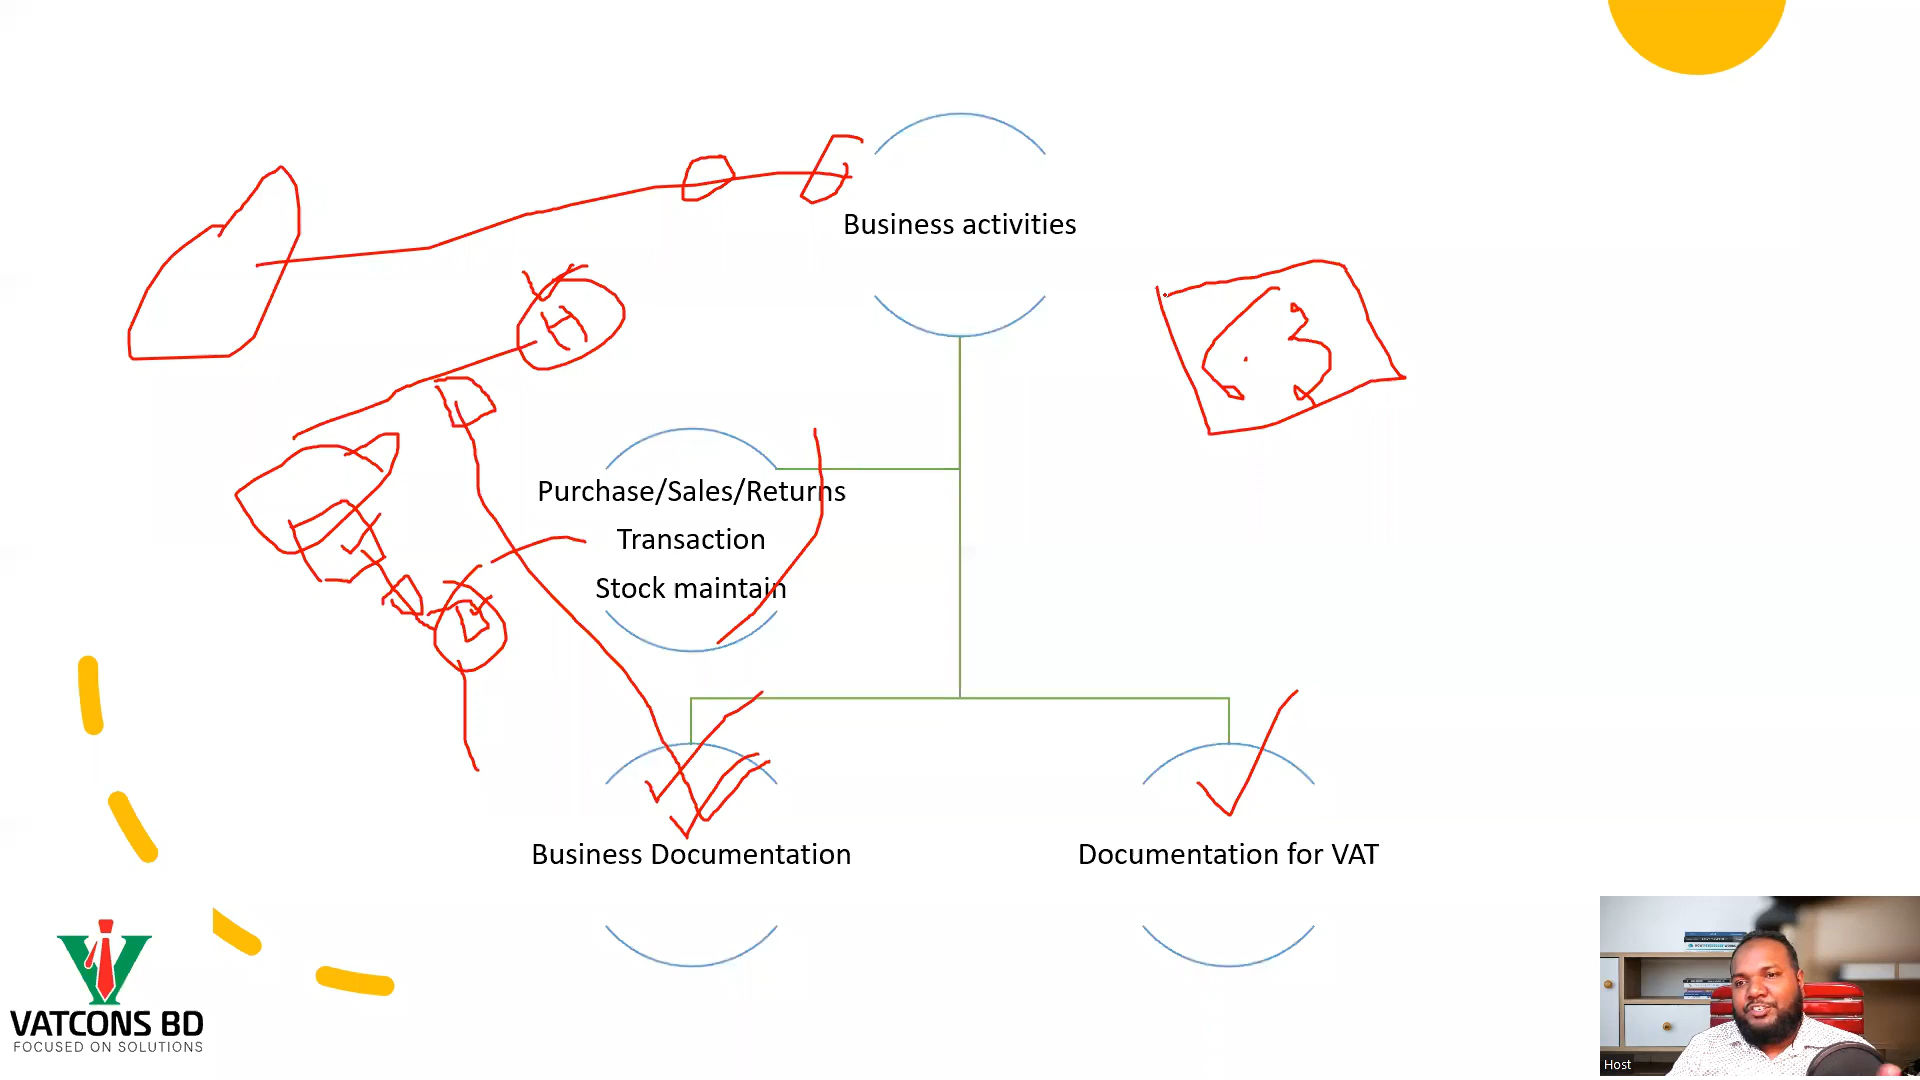 Business activities
H
Purchase/Sales/Returns
Transaction
Stock maintain
Business Documentation
Documentation for VAT
VATCONS BD
FOCUSED ON SOLUTIONS
Host